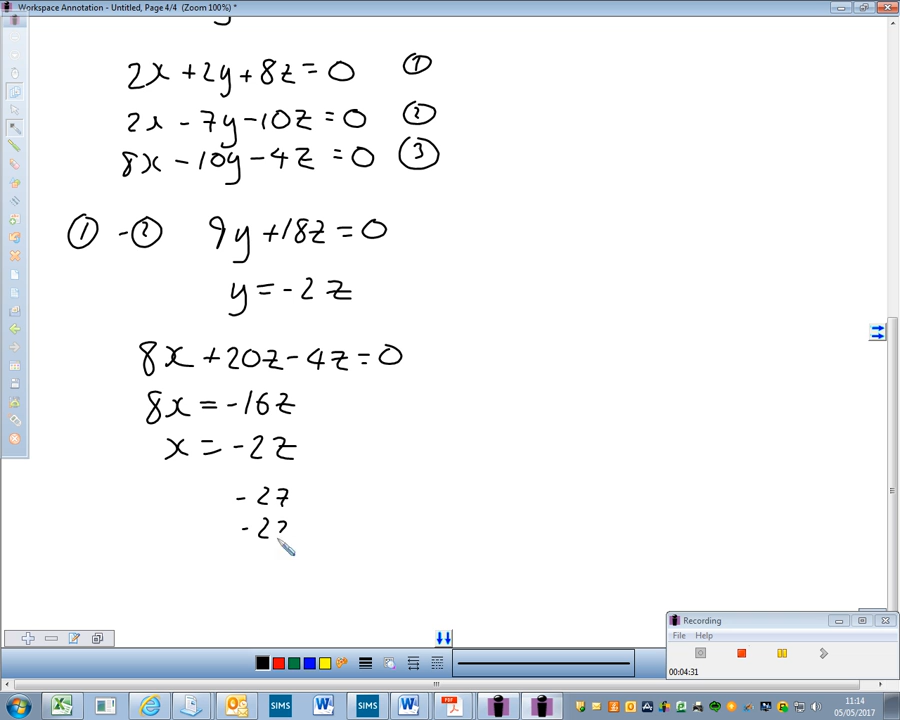 Workspace Annotation - Untitled, Page 4/4 (Zoom 100%) *
2x + 2y + 8z = 0 ①
2x - 7y - 10z = 0 ②
8x - 10y - 4z = 0 ③
① - ② 9y + 18z = 0
y = -2z
8x + 20z - 4z = 0
8x = -16z
x = -2z
-2z
-2z
Recording
File Help
00:04:31
SIMS SIMS
11:14
05/05/2017